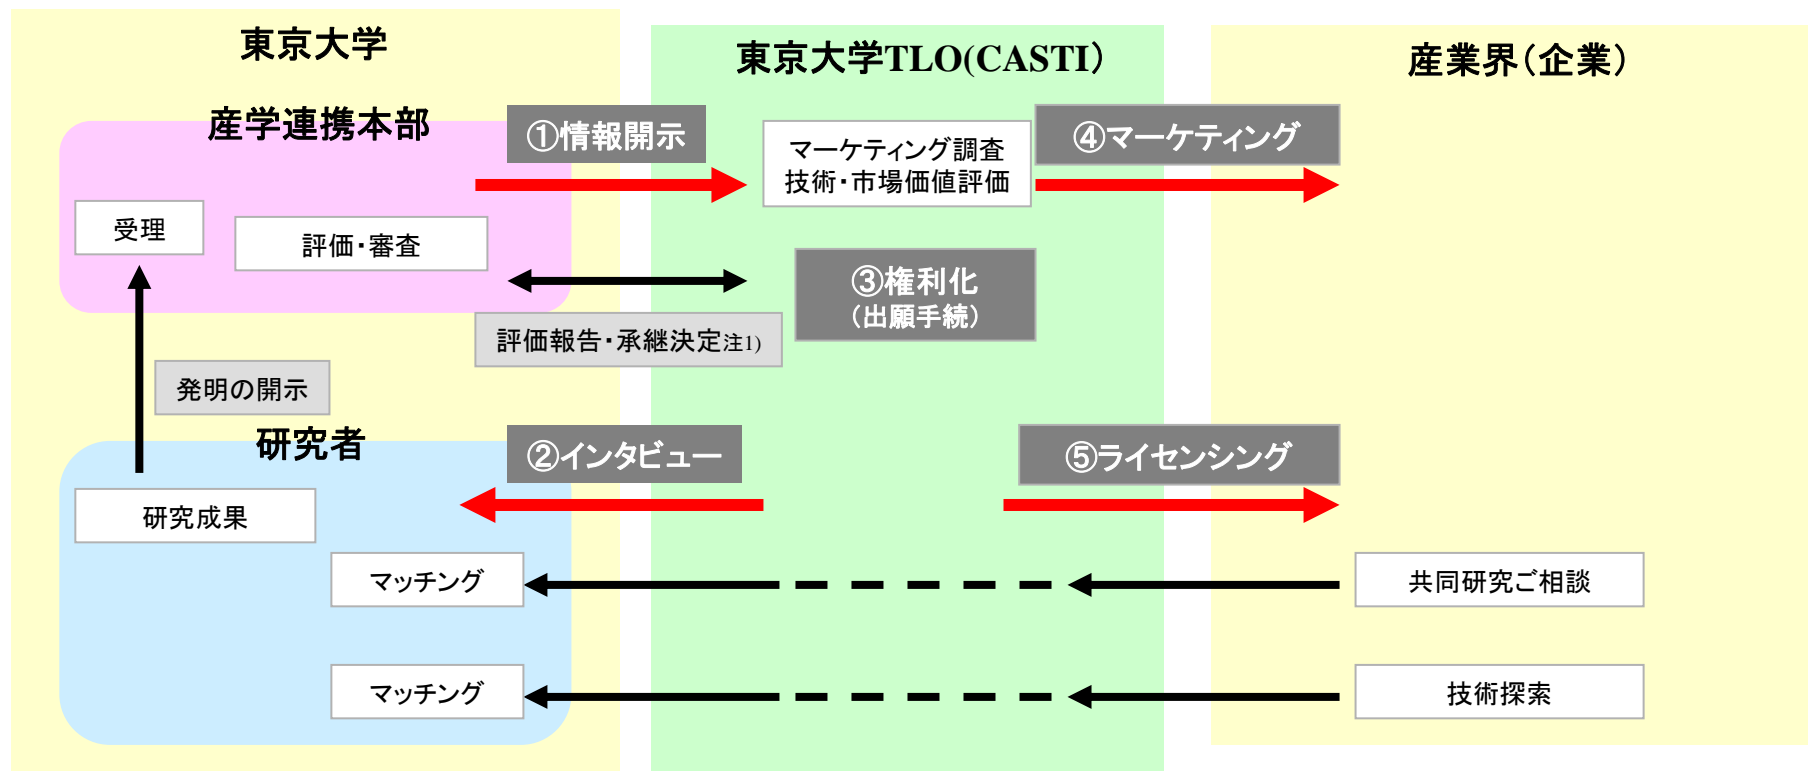 東京大学
産学連携本部
受理
評価・審査
発明の開示
研究者
研究成果
マッチング
マッチング
①情報開示
評価報告・承継決定注1)
②インタビュー
東京大学TLO(CASTI)
マーケティング調査
技術・市場価値評価
③権利化
(出願手続)
④マーケティング
⑤ライセンシング
産業界(企業)
共同研究ご相談
技術探索